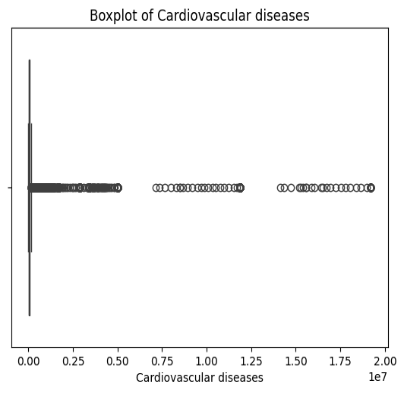 Boxplot of Cardiovascular diseases
0.00 0.25 0.50 0.75 1.00 1.25 1.50 1.75 2.00
Cardiovascular diseases 1e7